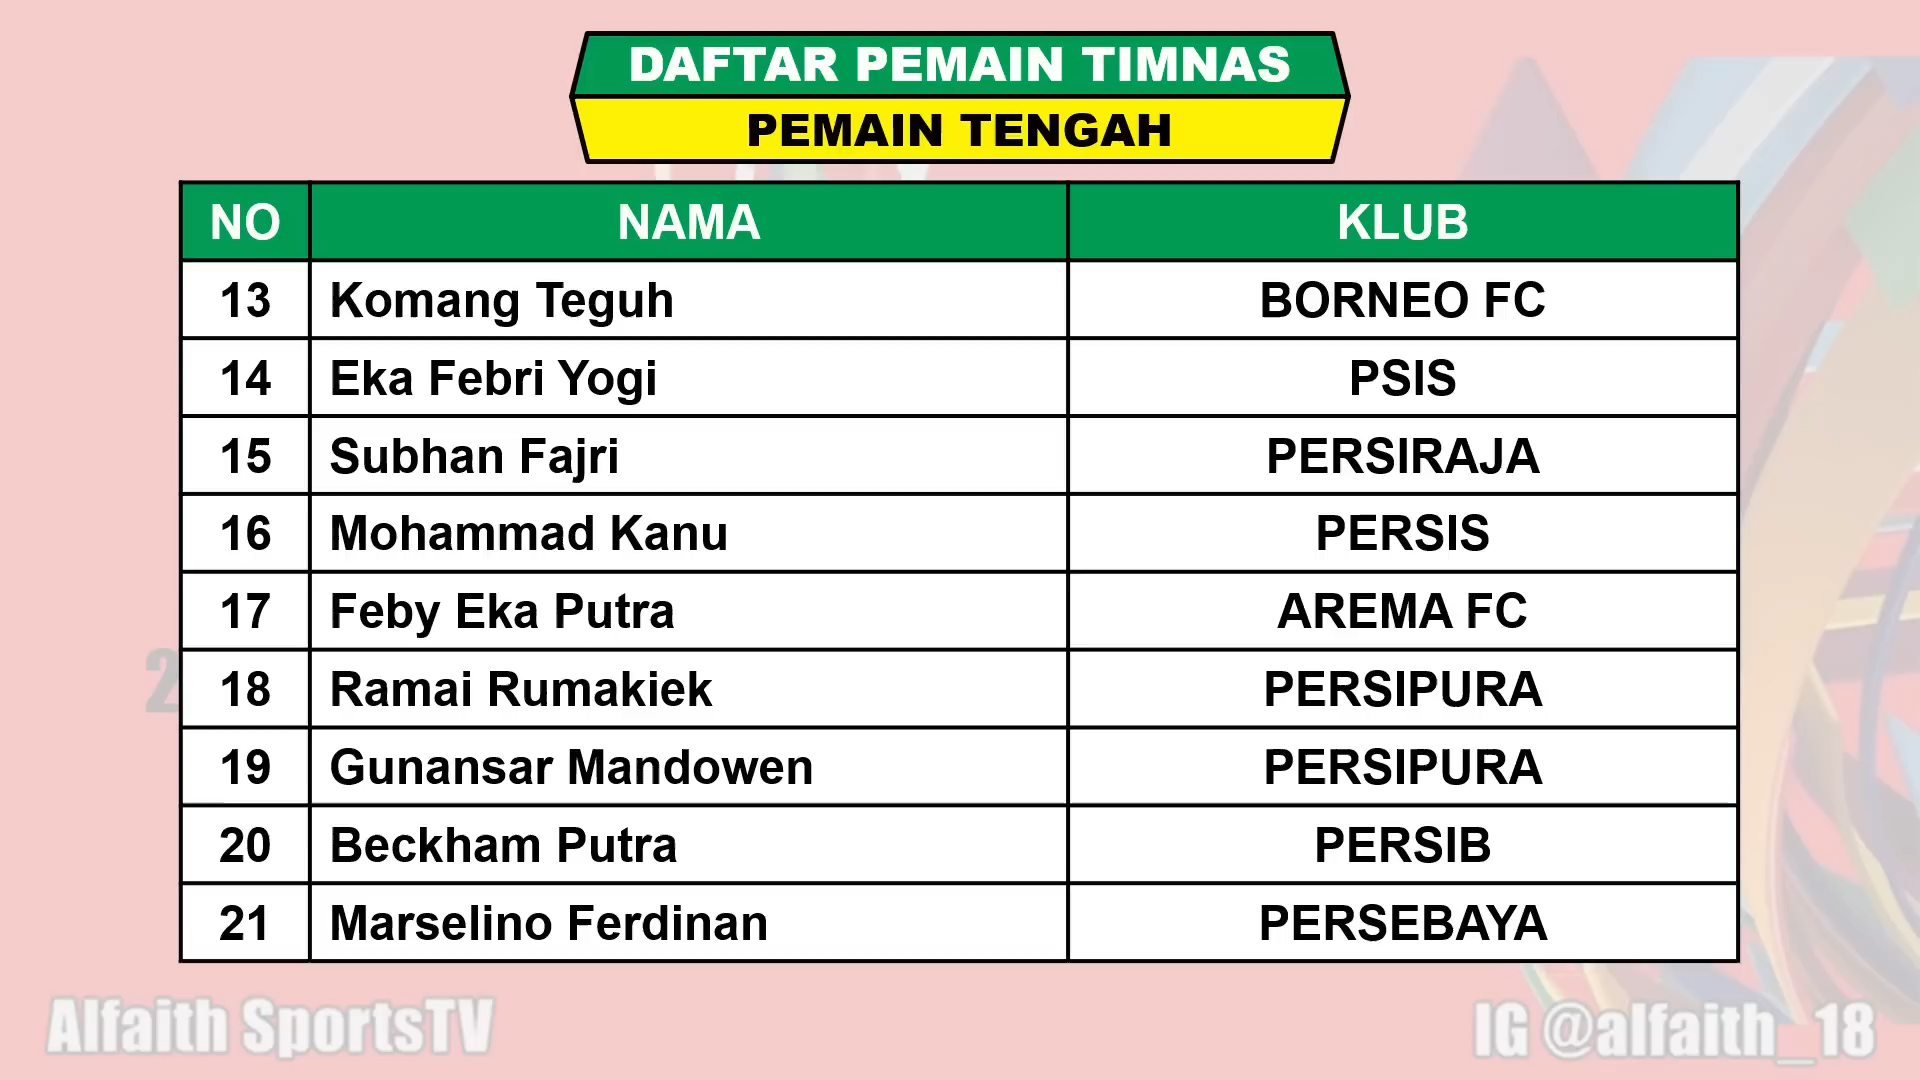 DAFTAR PEMAIN TIMNAS
PEMAIN TENGAH
NO NAMA KLUB
13 Komang Teguh BORNEO FC
14 Eka Febri Yogi PSIS
15 Subhan Fajri PERSIRAJA
16 Mohammad Kanu PERSIS
17 Feby Eka Putra AREMA FC
18 Ramai Rumakiek PERSIPURA
19 Gunansar Mandowen PERSIPURA
20 Beckham Putra PERSIB
21 Marselino Ferdinan PERSEBAYA
Alfaith SportsTV
IG @alfaith_18